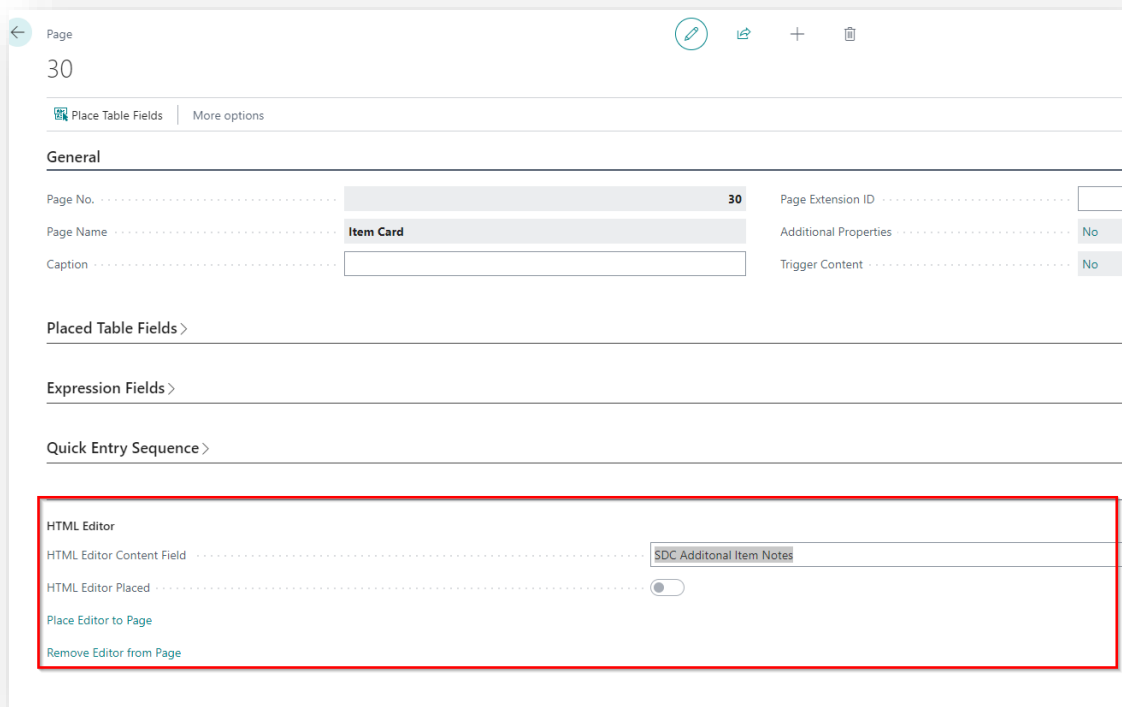 Page
30
Place Table Fields More options
General
Page No. 30 Page Extension ID
Page Name Item Card Additional Properties No
Caption Trigger Content No
Placed Table Fields
Expression Fields
Quick Entry Sequence
HTML Editor
HTML Editor Content Field SDC Additonal Item Notes
HTML Editor Placed
Place Editor to Page
Remove Editor from Page